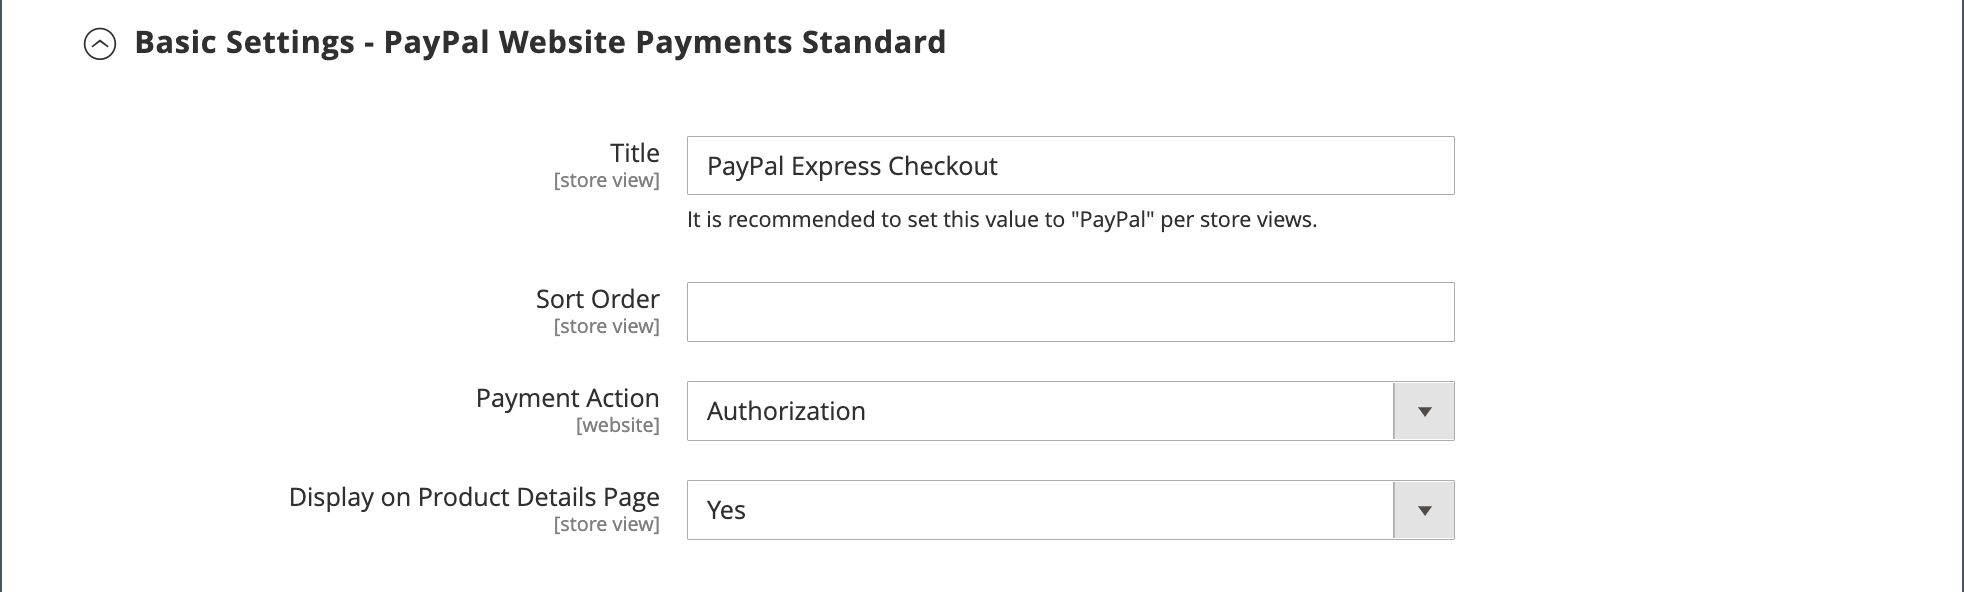 Basic Settings - PayPal Website Payments Standard
Title
[store view]
PayPal Express Checkout
It is recommended to set this value to "PayPal" per store views.
Sort Order
[store view]
Payment Action
[website]
Authorization
Display on Product Details Page
[store view]
Yes